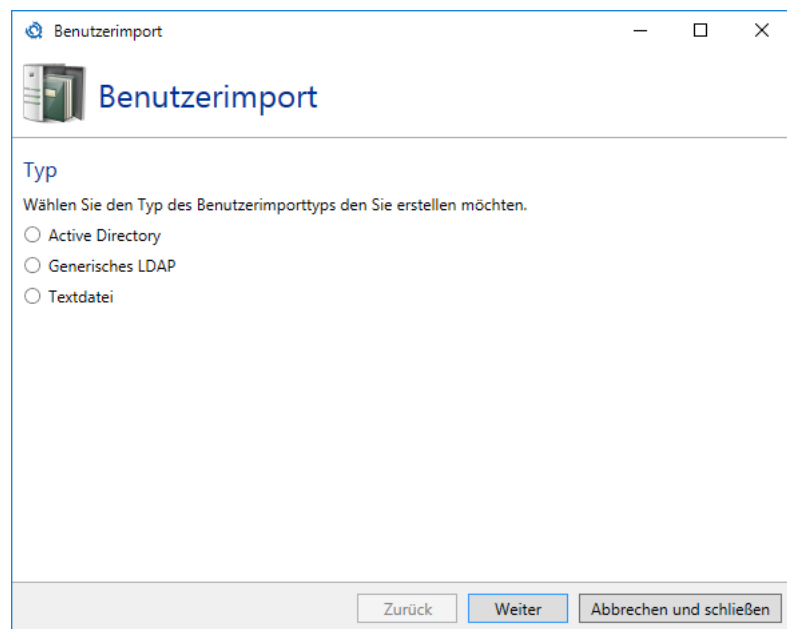 Benutzerimport
Benutzerimport
Typ
Wählen Sie den Typ des Benutzerimporttyps den Sie erstellen möchten.
Active Directory
Generisches LDAP
Textdatei
Zurück Weiter Abbrechen und schließen